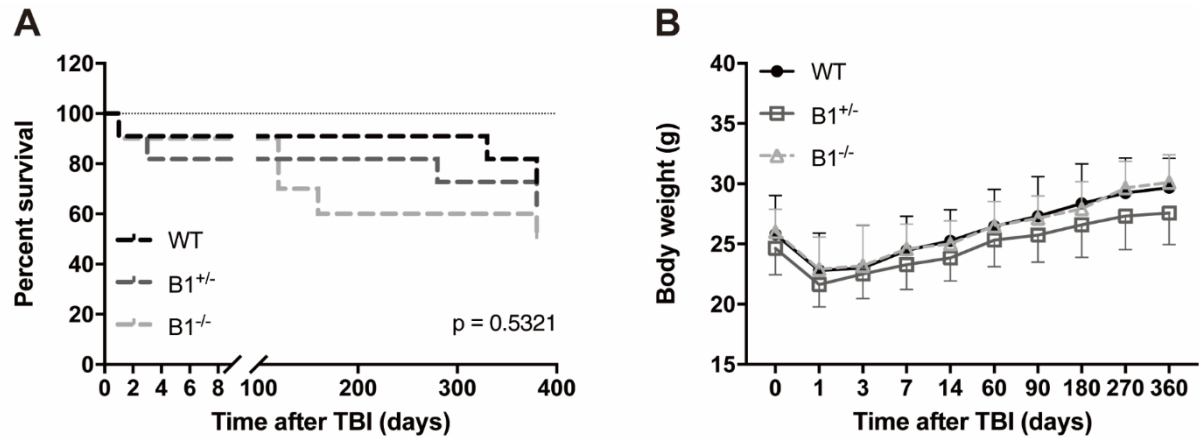 A
Percent survival
120
100
80
60
40
20
0
WT
B1+/-
B1-/-
p = 0.5321
0 2 4 6 8 100 200 300 400
Time after TBI (days)
B
Body weight (g)
40
35
30
25
20
15
WT
B1+/-
B1-/-
0 1 3 7 14 60 90 180 270 360
Time after TBI (days)